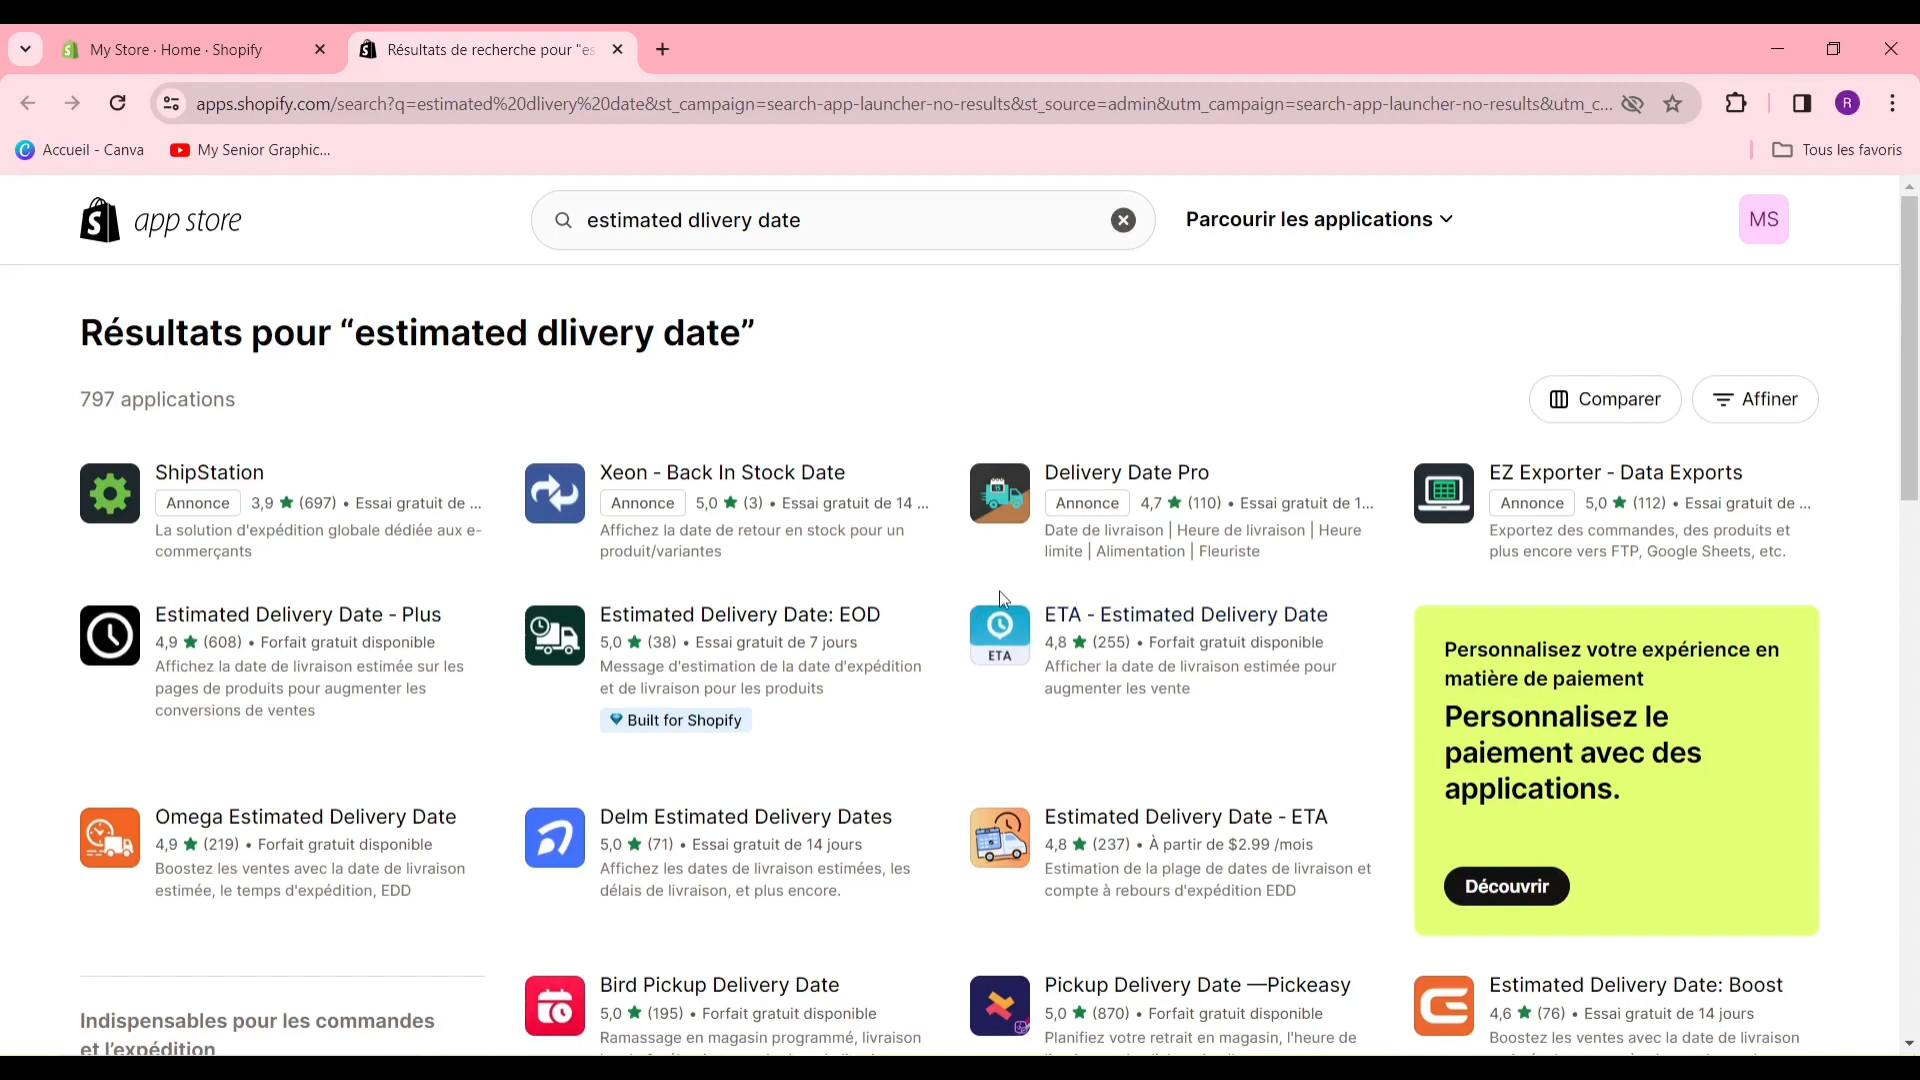 My Store · Home · Shopify
Résultats de recherche pour "es
apps.shopify.com/search?q=estimated%20dlivery%20date&st_campaign=search-app-launcher-no-results&st_source=admin&utm_campaign=search-app-launcher-no-results&utm_c...
R
Accueil - Canva
My Senior Graphic...
Tous les favoris
app store
estimated dlivery date
Parcourir les applications
MS
Résultats pour “estimated dlivery date”
797 applications
Comparer
Affiner
ShipStation
Annonce 3,9 ★ (697) • Essai gratuit de ...
La solution d'expédition globale dédiée aux e-
commerçants
Xeon - Back In Stock Date
Annonce 5,0 ★ (3) • Essai gratuit de 14 ...
Affichez la date de retour en stock pour un
produit/variantes
Delivery Date Pro
Annonce 4,7 ★ (110) • Essai gratuit de 1...
Date de livraison | Heure de livraison | Heure
limite | Alimentation | Fleuriste
EZ Exporter - Data Exports
Annonce 5,0 ★ (112) • Essai gratuit de ...
Exportez des commandes, des produits et
plus encore vers FTP, Google Sheets, etc.
Estimated Delivery Date - Plus
4,9 ★ (608) • Forfait gratuit disponible
Affichez la date de livraison estimée sur les
pages de produits pour augmenter les
conversions de ventes
Estimated Delivery Date: EOD
5,0 ★ (38) • Essai gratuit de 7 jours
Message d'estimation de la date d'expédition
et de livraison pour les produits
Built for Shopify
ETA
ETA - Estimated Delivery Date
4,8 ★ (255) • Forfait gratuit disponible
Afficher la date de livraison estimée pour
augmenter les vente
Personnalisez votre expérience en
matière de paiement
Personnalisez le
paiement avec des
applications.
Découvrir
Omega Estimated Delivery Date
4,9 ★ (219) • Forfait gratuit disponible
Boostez les ventes avec la date de livraison
estimée, le temps d'expédition, EDD
Delm Estimated Delivery Dates
5,0 ★ (71) • Essai gratuit de 14 jours
Affichez les dates de livraison estimées, les
délais de livraison, et plus encore.
Estimated Delivery Date - ETA
4,8 ★ (237) • À partir de $2.99 /mois
Estimation de la plage de dates de livraison et
compte à rebours d'expédition EDD
Indispensables pour les commandes
et l'expédition
Bird Pickup Delivery Date
5,0 ★ (195) • Forfait gratuit disponible
Ramassage en magasin programmé, livraison
Pickup Delivery Date —Pickeasy
5,0 ★ (870) • Forfait gratuit disponible
Planifiez votre retrait en magasin, l'heure de
Estimated Delivery Date: Boost
4,6 ★ (76) • Essai gratuit de 14 jours
Boostez les ventes avec la date de livraison